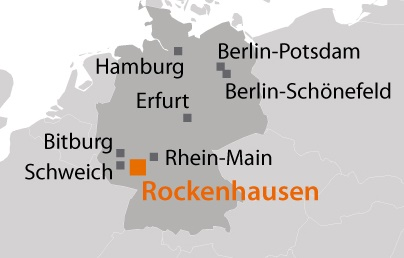 Berlin-Potsdam
Hamburg
Berlin-Schönefeld
Erfurt
Bitburg
Rhein-Main
Schweich
Rockenhausen